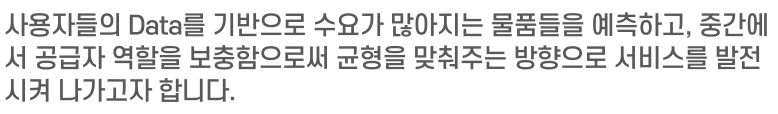 사용자들의 Data를 기반으로 수요가 많아지는 물품들을 예측하고, 중간에
서 공급자 역할을 보충함으로써 균형을 맞춰주는 방향으로 서비스를 발전
시켜 나가고자 합니다.